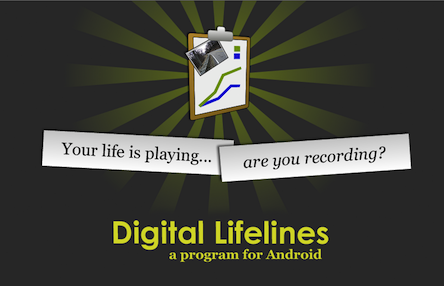 Your life is playing...
are you recording?
Digital Lifelines
a program for Android